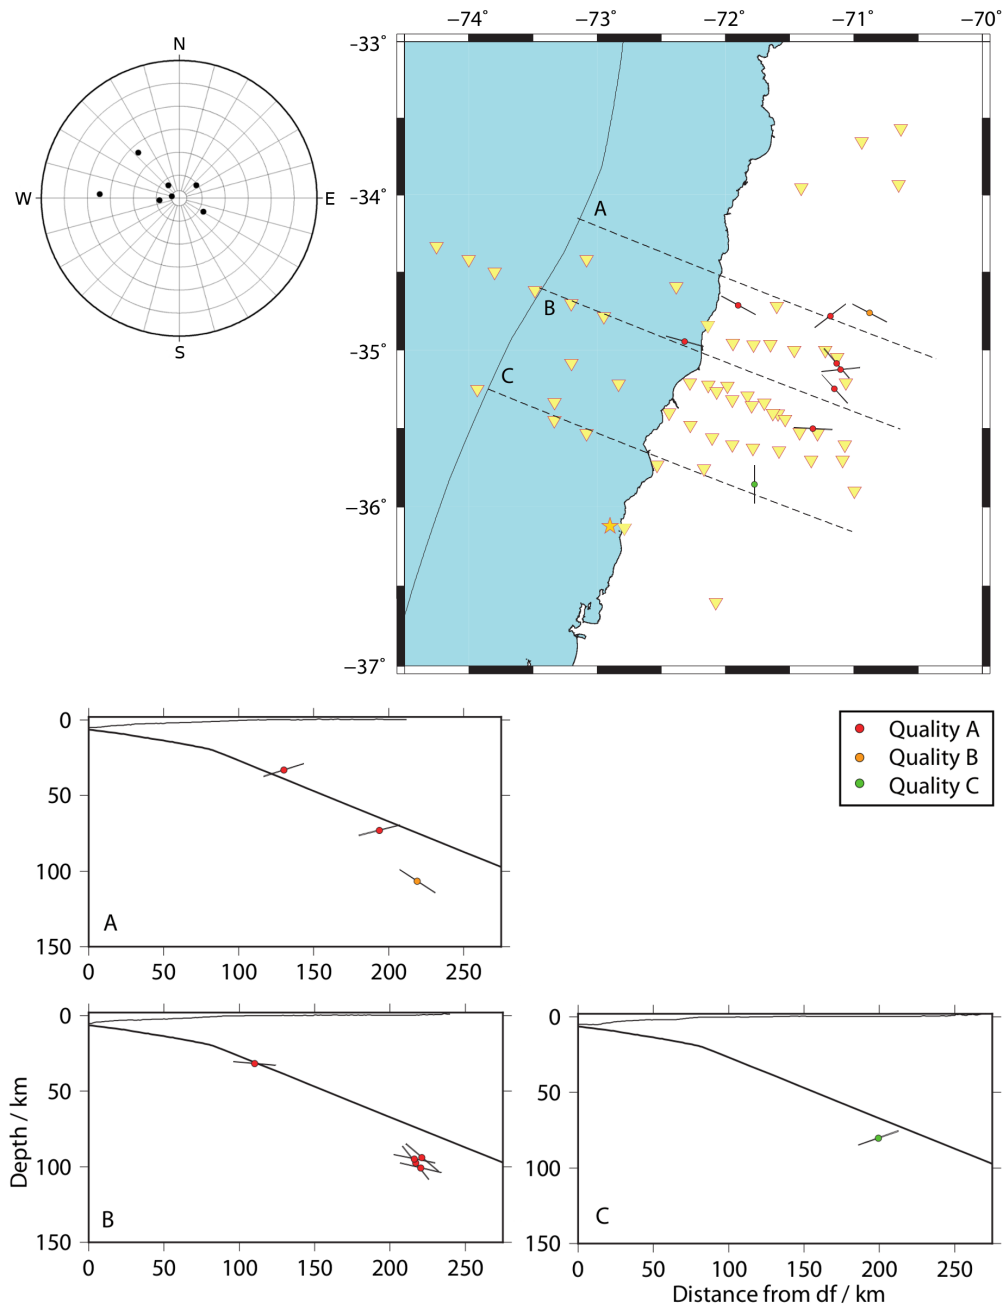 −74° −73° −72° −71° −70°
−33°
−34°
−35°
−36°
−37°
N
W E
S
A
B
C
Quality A
Quality B
Quality C
0
50
100
150
A
0 50 100 150 200 250
0
50
100
150
Depth / km
B
0 50 100 150 200 250
0
50
100
150
C
0 50 100 150 200 250
Distance from df / km